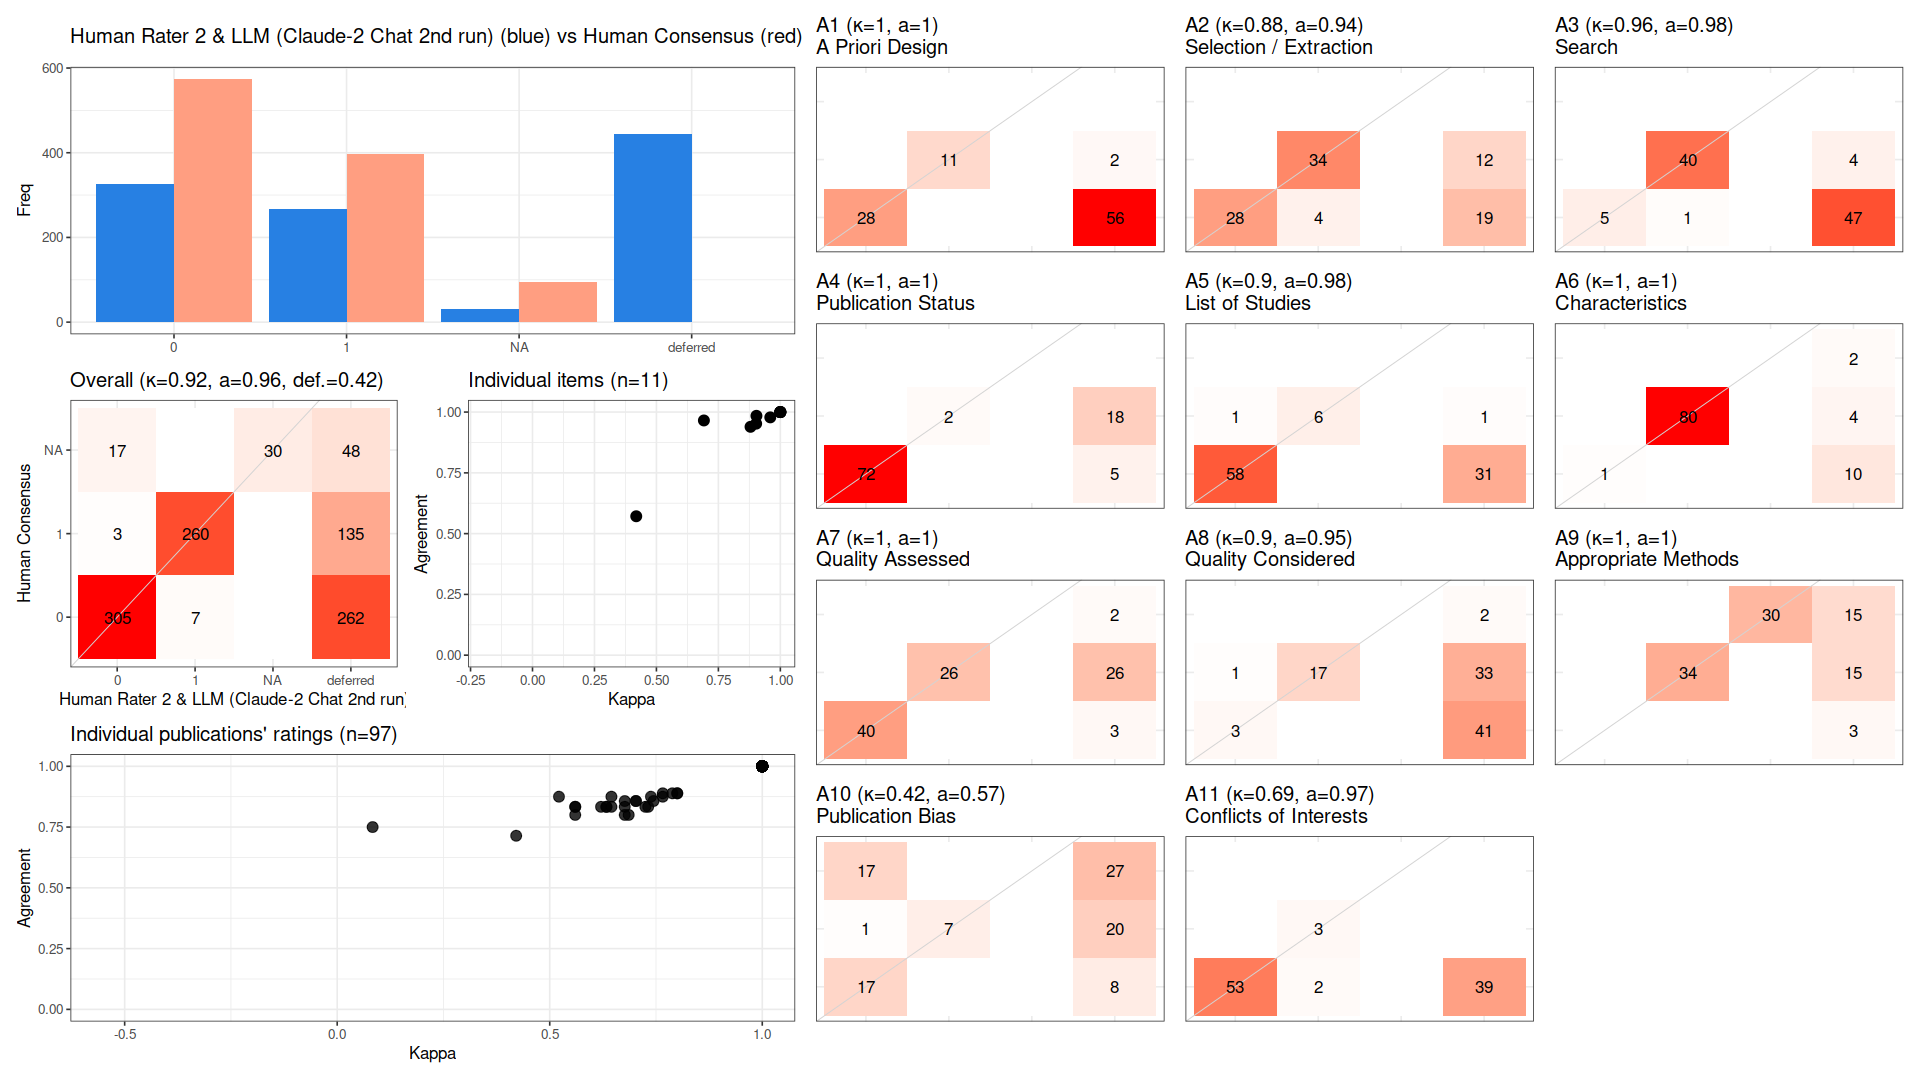 Human Rater 2 & LLM (Claude-2 Chat 2nd run) (blue) vs Human Consensus (red)
Freq
600
400
200
0
0 1 NA deferred
Overall (κ=0.92, a=0.96, def.=0.42)
Human Consensus
NA
1
0
17 30 48
3 260 135
305 7 262
0 1 NA deferred
Human Rater 2 & LLM (Claude-2 Chat 2nd run)
Individual items (n=11)
Agreement
1.00
0.75
0.50
0.25
0.00
-0.25 0.00 0.25 0.50 0.75 1.00
Kappa
Individual publications' ratings (n=97)
Agreement
1.00
0.75
0.50
0.25
0.00
-0.5 0.0 0.5 1.0
Kappa
A1 (κ=1, a=1)
A Priori Design
11 2
28 56
A2 (κ=0.88, a=0.94)
Selection / Extraction
34 12
28 4 19
A3 (κ=0.96, a=0.98)
Search
40 4
5 1 47
A4 (κ=1, a=1)
Publication Status
2 18
72 5
A5 (κ=0.9, a=0.98)
List of Studies
1 6 1
58 31
A6 (κ=1, a=1)
Characteristics
2
80 4
1 10
A7 (κ=1, a=1)
Quality Assessed
2
26 26
40 3
A8 (κ=0.9, a=0.95)
Quality Considered
2
1 17 33
3 41
A9 (κ=1, a=1)
Appropriate Methods
30 15
34 15
3
A10 (κ=0.42, a=0.57)
Publication Bias
17 27
1 7 20
17 8
A11 (κ=0.69, a=0.97)
Conflicts of Interests
3
53 2 39